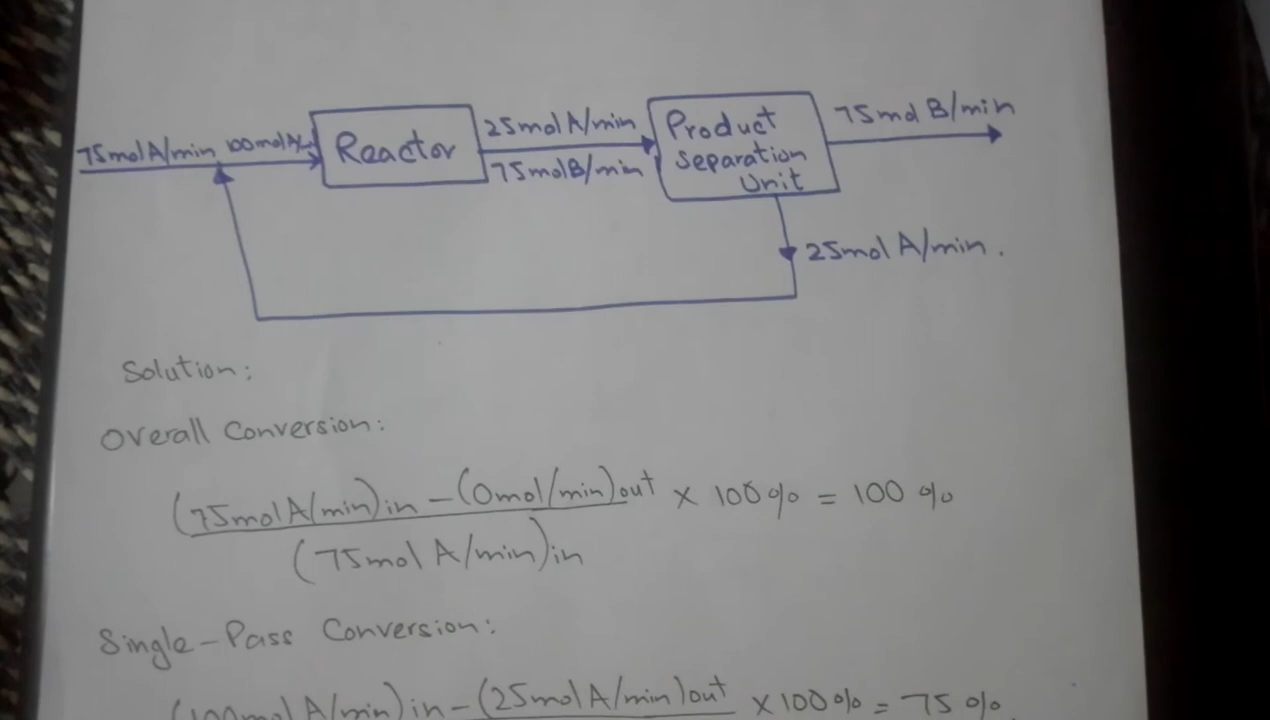 75mol A/min 100mol A/min
Reactor
25mol A/min
75mol B/min
Product
Separation
Unit
75mol B/min
25mol A/min.
Solution:
Overall Conversion:
(75mol A/min)in - (0mol/min)out × 100% = 100 %
(75mol A/min)in
Single-Pass Conversion:
(100mol A/min)in - (25mol A/min)out × 100% = 75 %